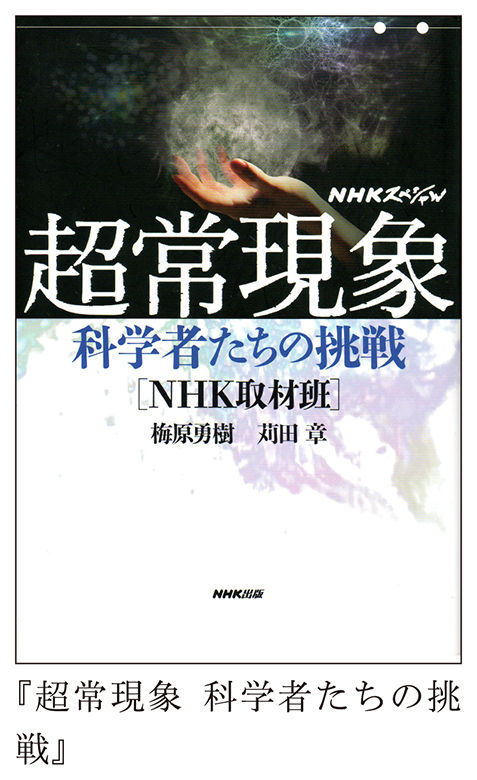 NHKスペシャル
超常現象
科学者たちの挑戦
[NHK取材班]
梅原勇樹 苅田 章
NHK出版
『超常現象 科学者たちの挑
戦』